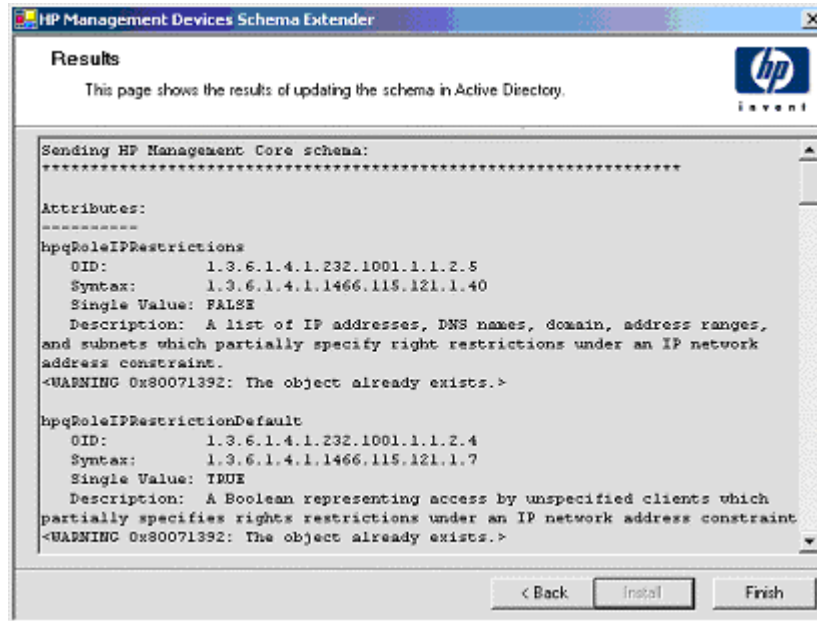 HP Management Devices Schema Extender
Results
This page shows the results of updating the schema in Active Directory.
hp
invent
Sending HP Management Core schema:
******************************************************************
Attributes:
----------
hpqRoleIPRestrictions
OID: 1.3.6.1.4.1.232.1001.1.1.2.5
Syntax: 1.3.6.1.4.1.1466.115.121.1.40
Single Value: FALSE
Description: A list of IP addresses, DNS names, domain, address ranges,
and subnets which partially specify right restrictions under an IP network
address constraint.
<WARNING 0x80071392: The object already exists.>
hpqRoleIPRestrictionDefault
OID: 1.3.6.1.4.1.232.1001.1.1.2.4
Syntax: 1.3.6.1.4.1.1466.115.121.1.7
Single Value: TRUE
Description: A Boolean representing access by unspecified clients which
partially specifies rights restrictions under an IP network address constraint
<WARNING 0x80071392: The object already exists.>
< Back Install Finish